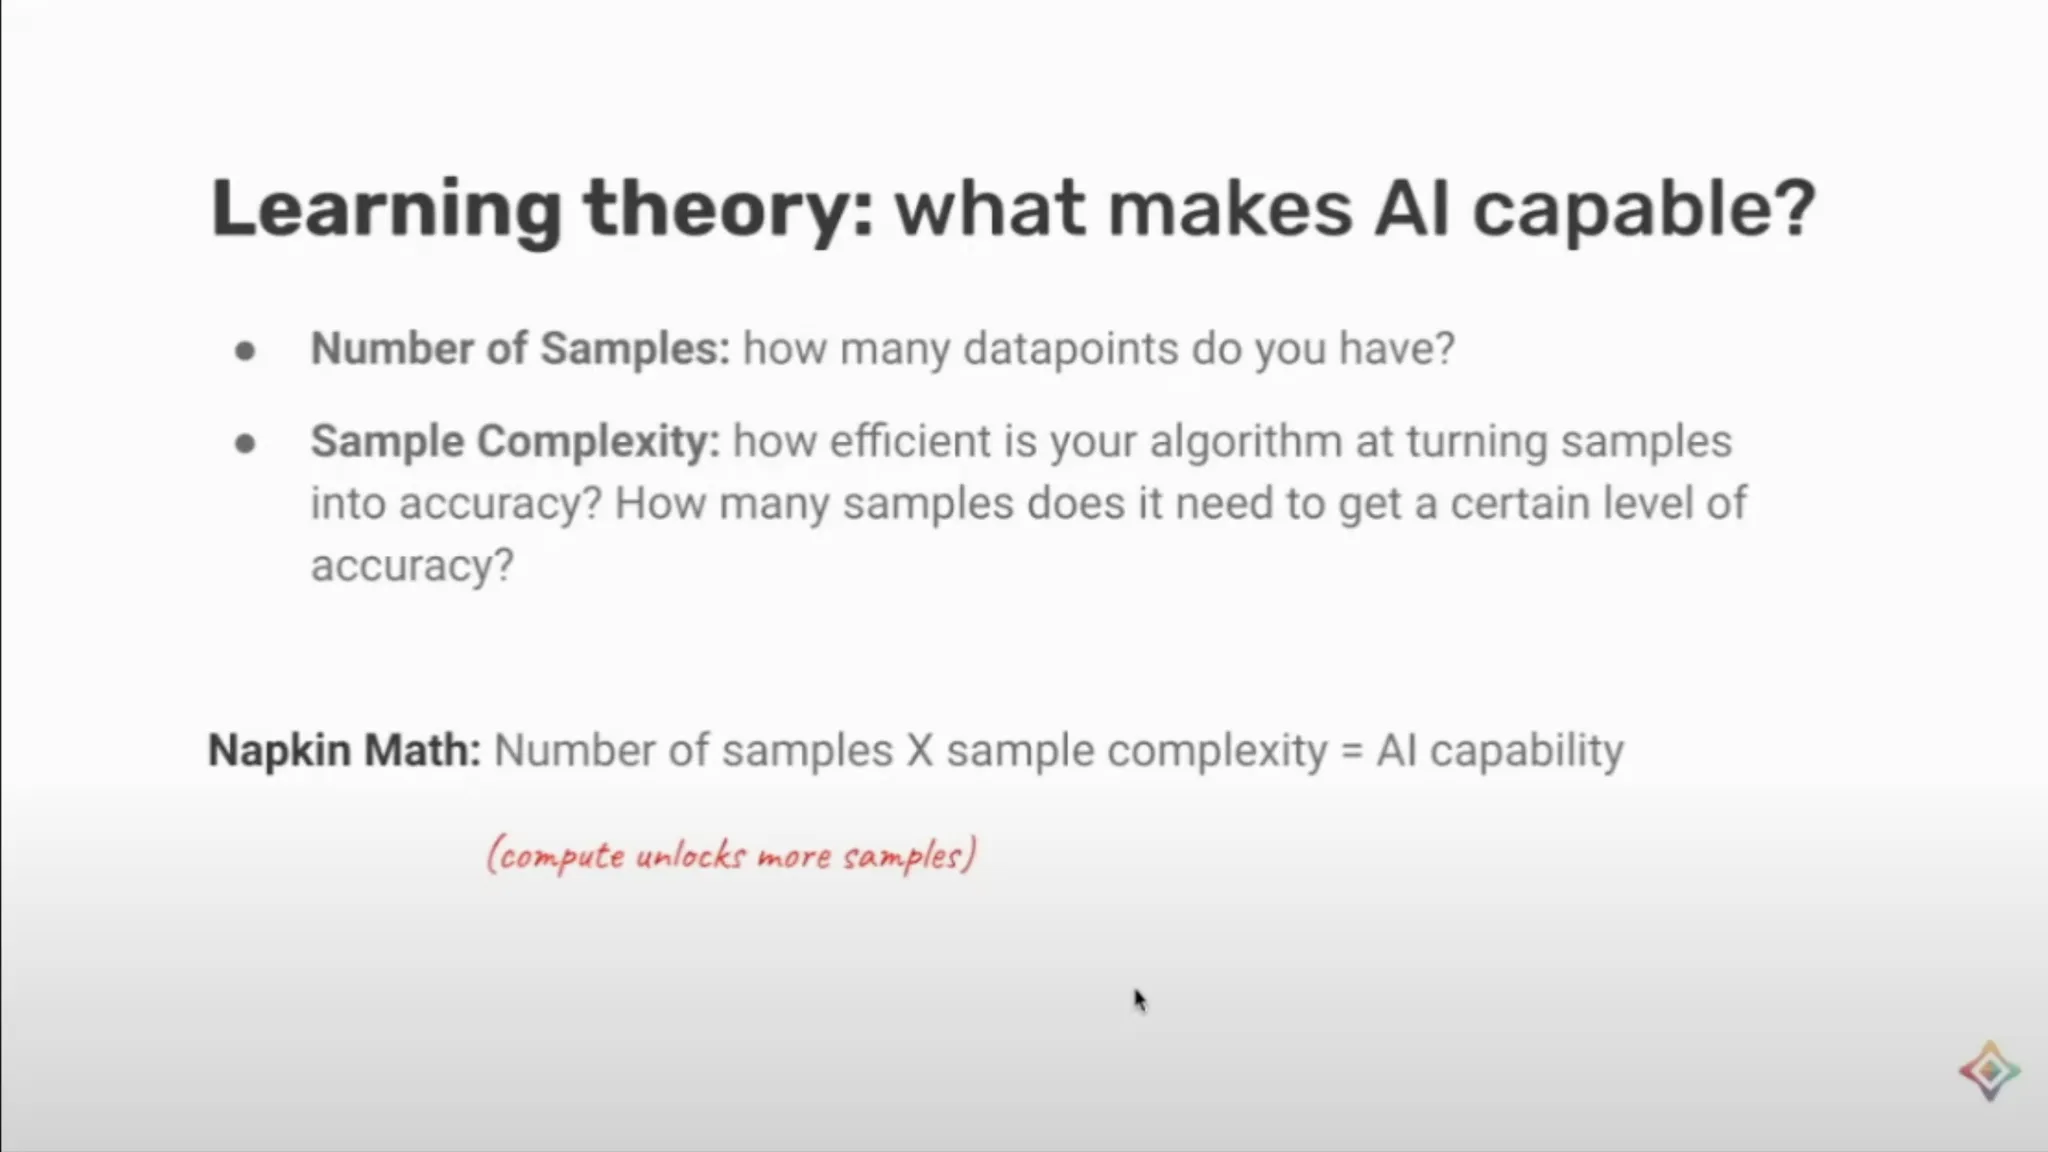 Learning theory: what makes AI capable?
● Number of Samples: how many datapoints do you have?
● Sample Complexity: how efficient is your algorithm at turning samples
into accuracy? How many samples does it need to get a certain level of
accuracy?
Napkin Math: Number of samples X sample complexity = AI capability
(compute unlocks more samples)